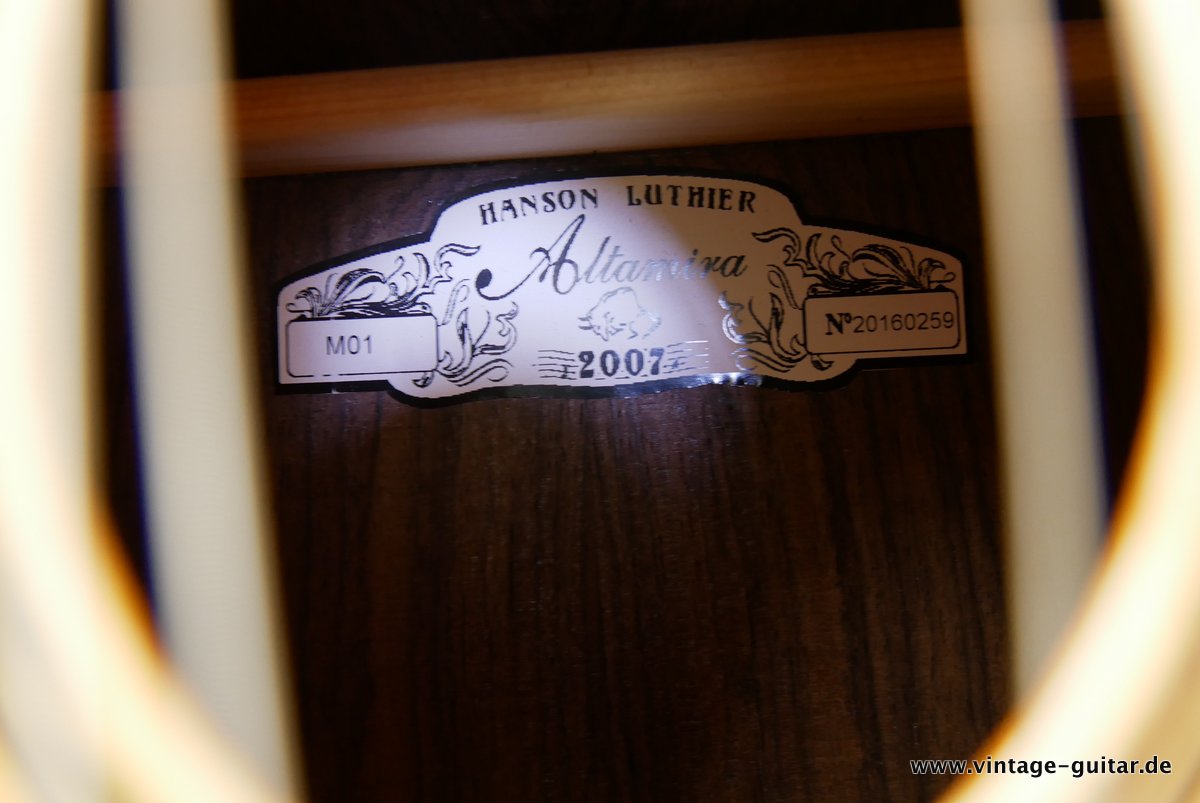 HANSON LUTHIER
Altamira
M01
Nº20160259
2007
www.vintage-guitar.de